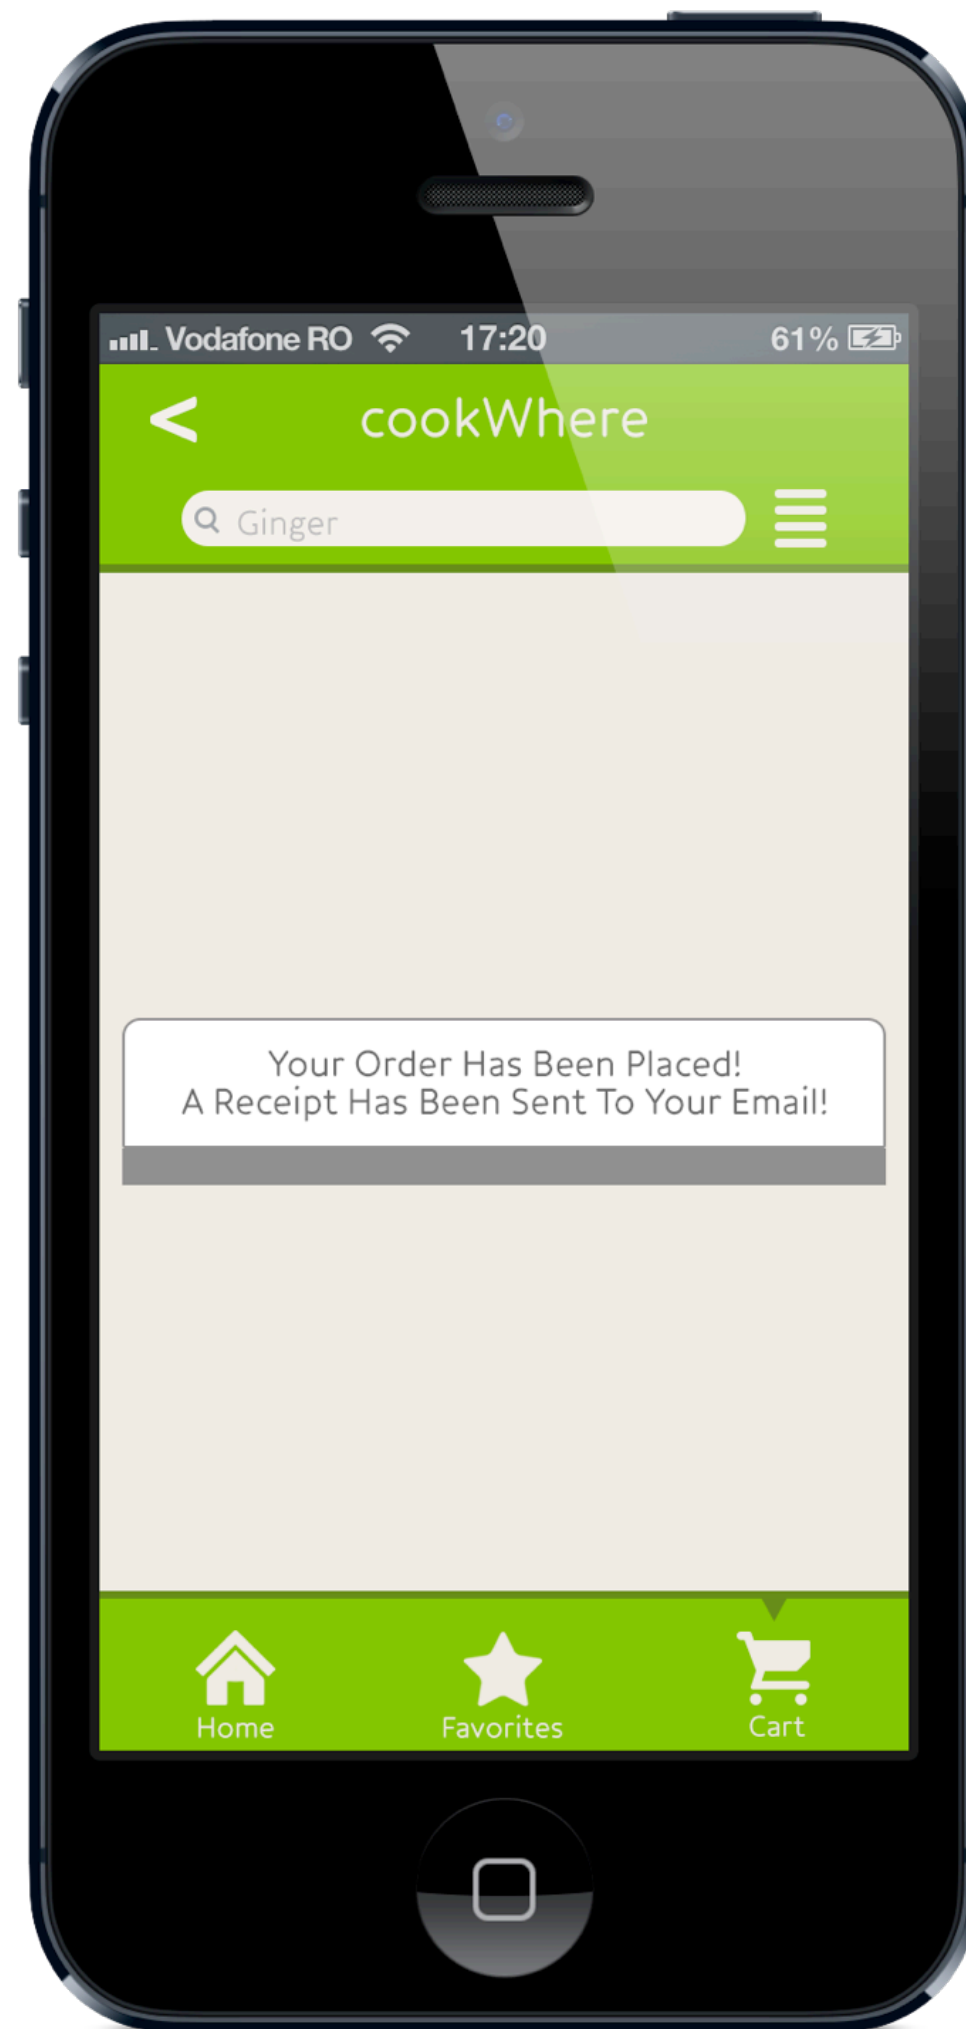 Vodafone RO 17:20 61%
< cookWhere
Ginger
Your Order Has Been Placed!
A Receipt Has Been Sent To Your Email!
Home Favorites Cart